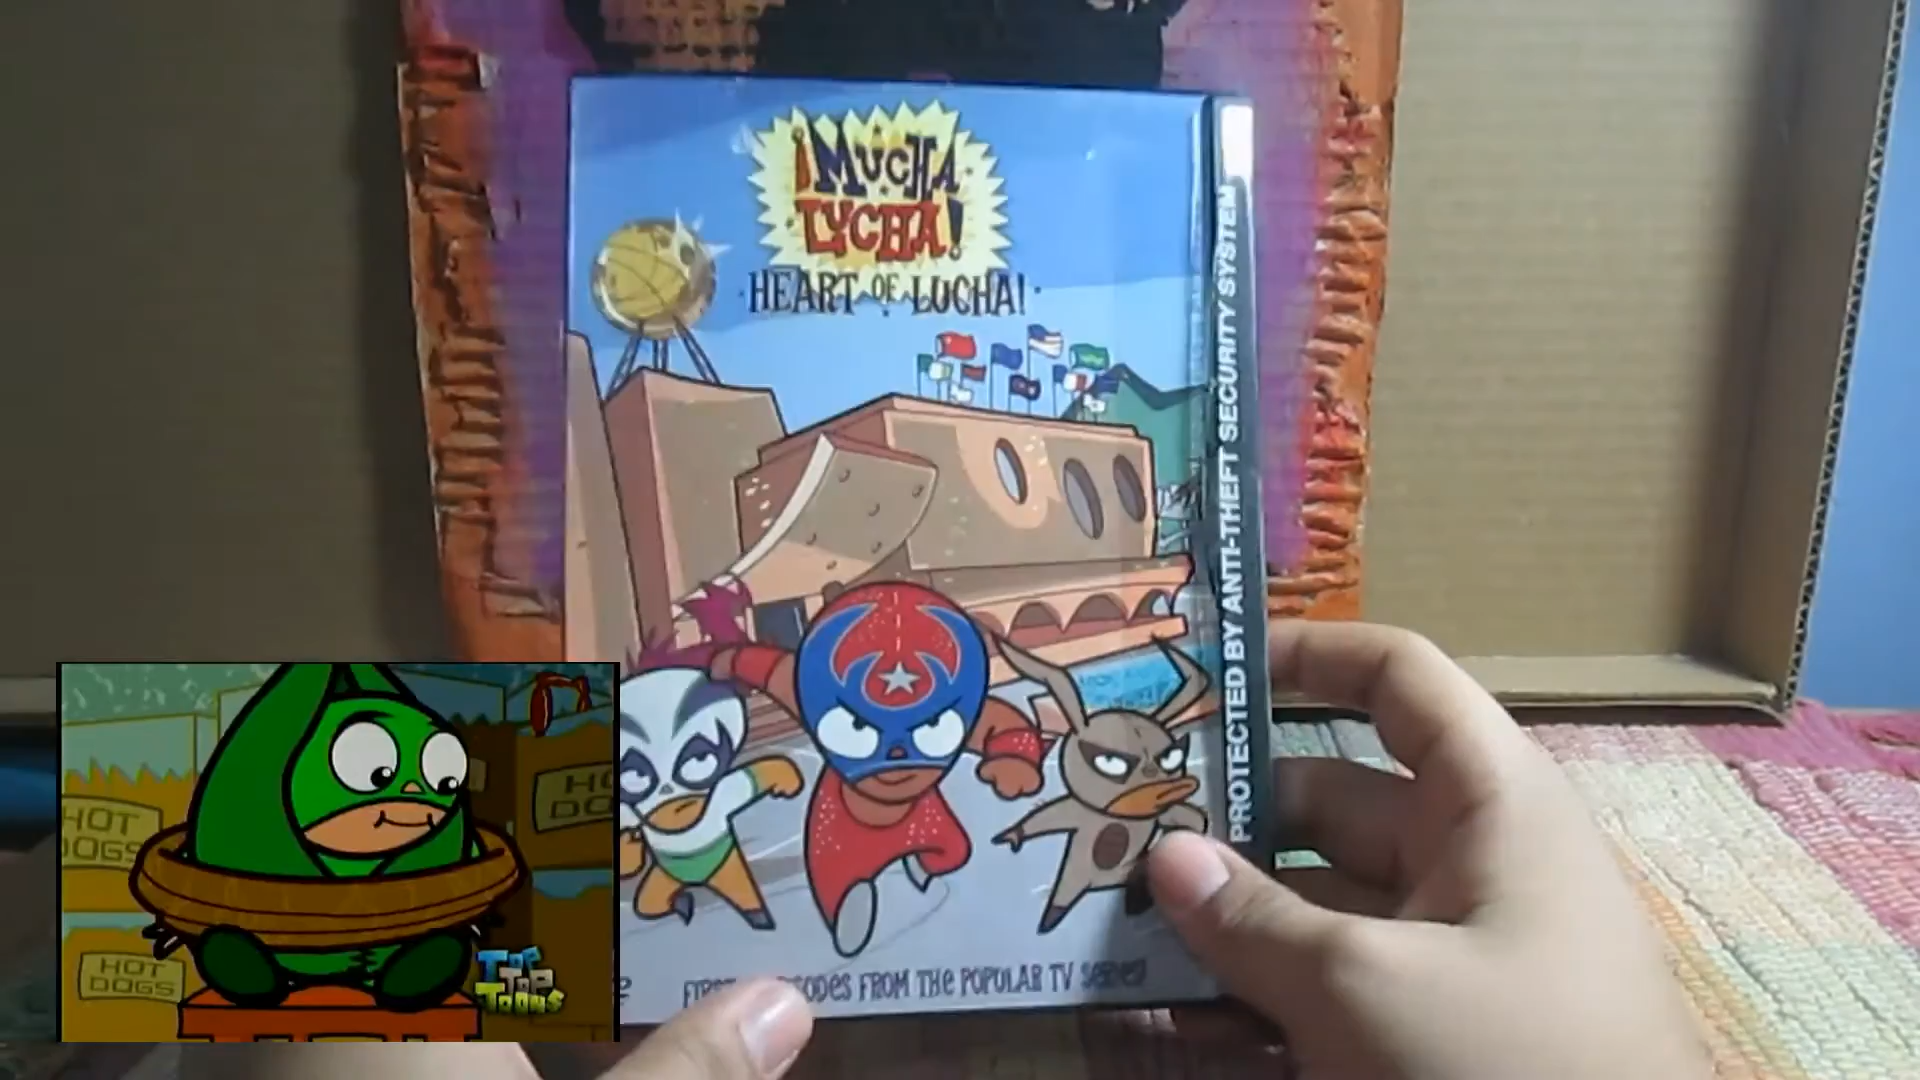 ¡MUCHA
LUCHA!
HEART OF LUCHA!
PROTECTED BY ANTI-THEFT SECURITY SYSTEM
FROM THE POPULAR TV SERIES!
HOT
DOGS
HOT
DOGS
TOP
TOP
TOONS